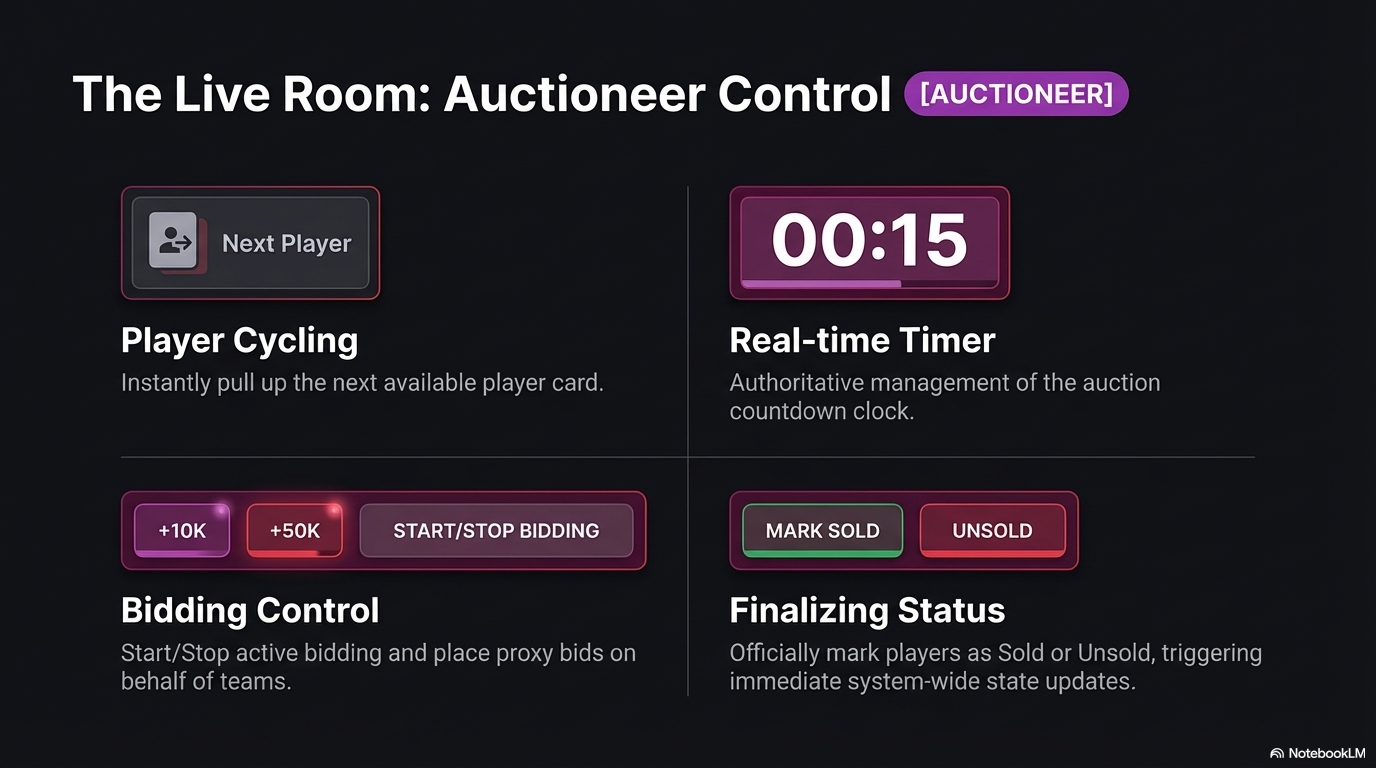 The Live Room: Auctioneer Control [AUCTIONEER]
Next Player
Player Cycling
Instantly pull up the next available player card.
00:15
Real-time Timer
Authoritative management of the auction
countdown clock.
+10K +50K START/STOP BIDDING
Bidding Control
Start/Stop active bidding and place proxy bids on
behalf of teams.
MARK SOLD UNSOLD
Finalizing Status
Officially mark players as Sold or Unsold, triggering
immediate system-wide state updates.
NotebookLM